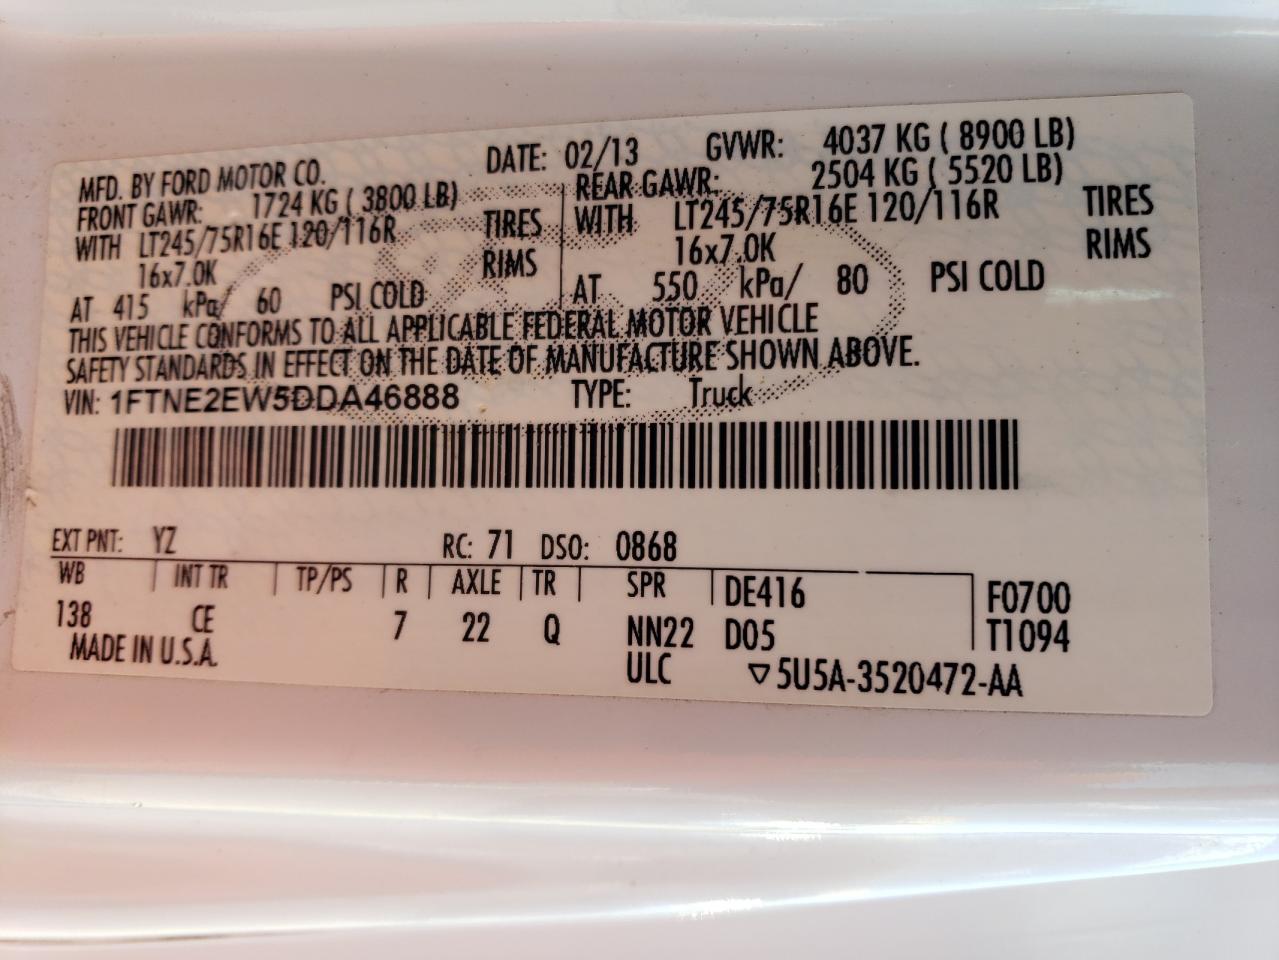 MFD. BY FORD MOTOR CO. DATE: 02/13 GVWR: 4037 KG ( 8900 LB)
FRONT GAWR: 1724 KG ( 3800 LB) REAR GAWR: 2504 KG ( 5520 LB)
WITH LT245/75R16E 120/116R TIRES WITH LT245/75R16E 120/116R TIRES
16x7.0K RIMS 16x7.0K RIMS
AT 415 kPa/ 60 PSI COLD AT 550 kPa/ 80 PSI COLD
THIS VEHICLE CONFORMS TO ALL APPLICABLE FEDERAL MOTOR VEHICLE
SAFETY STANDARDS IN EFFECT ON THE DATE OF MANUFACTURE SHOWN ABOVE.
VIN: 1FTNE2EW5DDA46888 TYPE: Truck
EXT PNT: YZ RC: 71 DSO: 0868
WB INT TR TP/PS R AXLE TR SPR DE416 F0700
138 CE 7 22 Q NN22 D05 T1094
MADE IN U.S.A. ULC ▽5U5A-3520472-AA